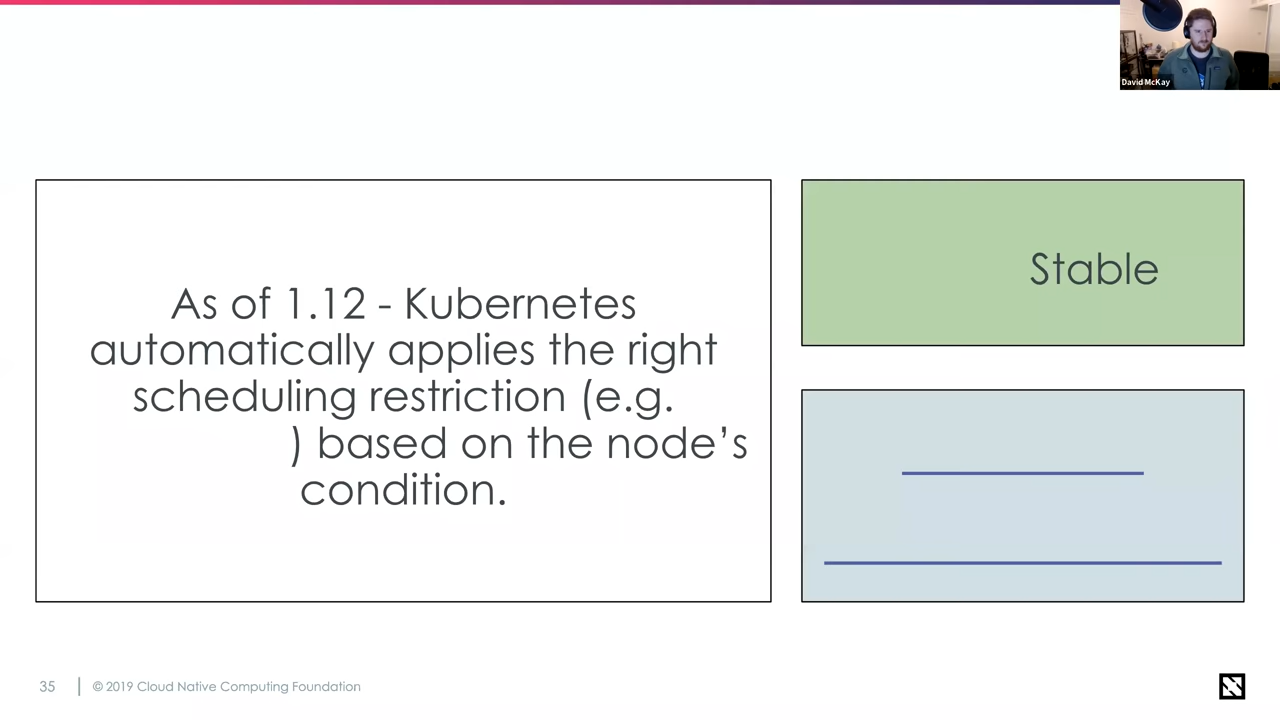 David McKay
As of 1.12 - Kubernetes
automatically applies the right
scheduling restriction (e.g.
) based on the node's
condition.
Stable
35
© 2019 Cloud Native Computing Foundation